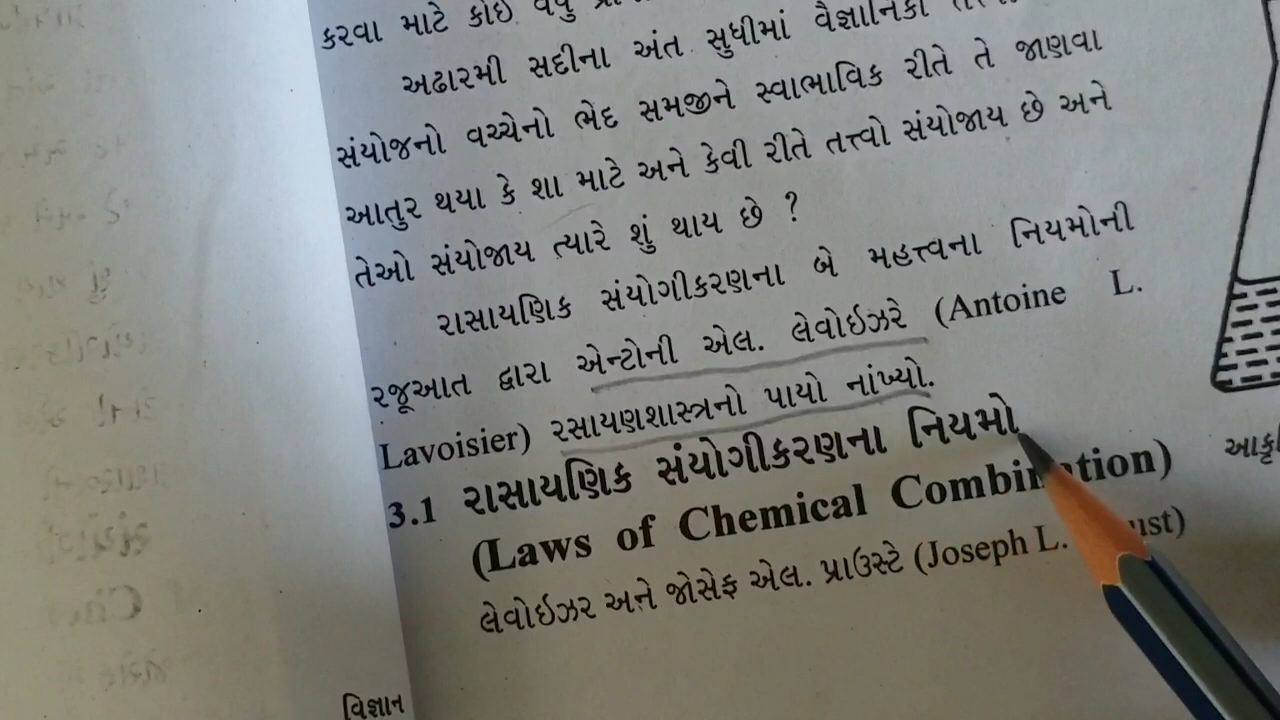 કરવા માટે કોઈ વધુ
અઢારમી સદીના અંત સુધીમાં વૈજ્ઞાનિકો
સંયોજનો વચ્ચેનો ભેદ સમજીને સ્વાભાવિક રીતે તે જાણવા
આતુર થયા કે શા માટે અને કેવી રીતે તત્ત્વો સંયોજાય છે અને
તેઓ સંયોજાય ત્યારે શું થાય છે ?
રાસાયણિક સંયોગીકરણના બે મહત્ત્વના નિયમોની
રજૂઆત દ્વારા એન્ટોની એલ. લેવોઇઝરે (Antoine L.
Lavoisier) રસાયણશાસ્ત્રનો પાયો નાંખ્યો.
3.1 રાસાયણિક સંયોગીકરણના નિયમો
(Laws of Chemical Combination)
લેવોઇઝર અને જોસેફ એલ. પ્રાઉસ્ટે (Joseph L.
વિજ્ઞાન